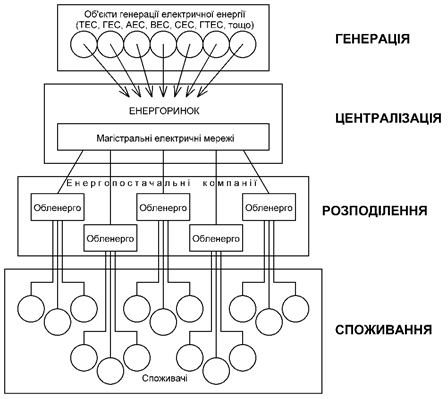 Об'єкти генерації електричної енергії
(ТЕС, ГЕС, АЕС, ВЕС, СЕС, ГТЕС, тощо)
ГЕНЕРАЦІЯ
ЕНЕРГОРИНОК
ЦЕНТРАЛІЗАЦІЯ
Магістральні електричні мережі
Енергопостачальні компанії
Обленерго Обленерго Обленерго
РОЗПОДІЛЕННЯ
Обленерго Обленерго
СПОЖИВАННЯ
Споживачі